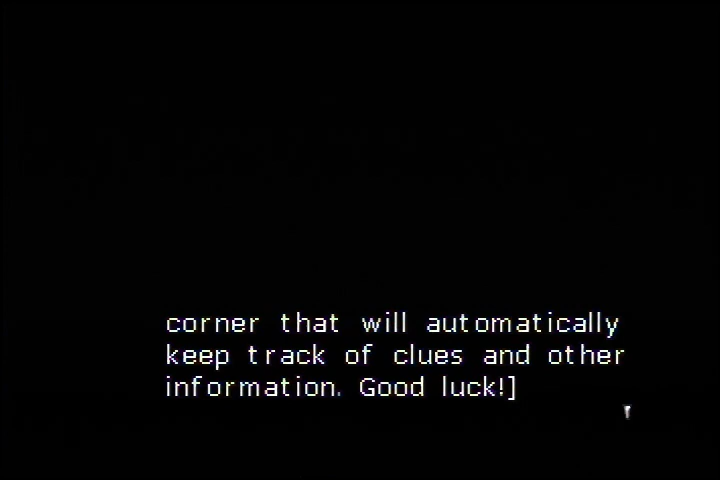 corner that will automatically
keep track of clues and other
information. Good luck!]